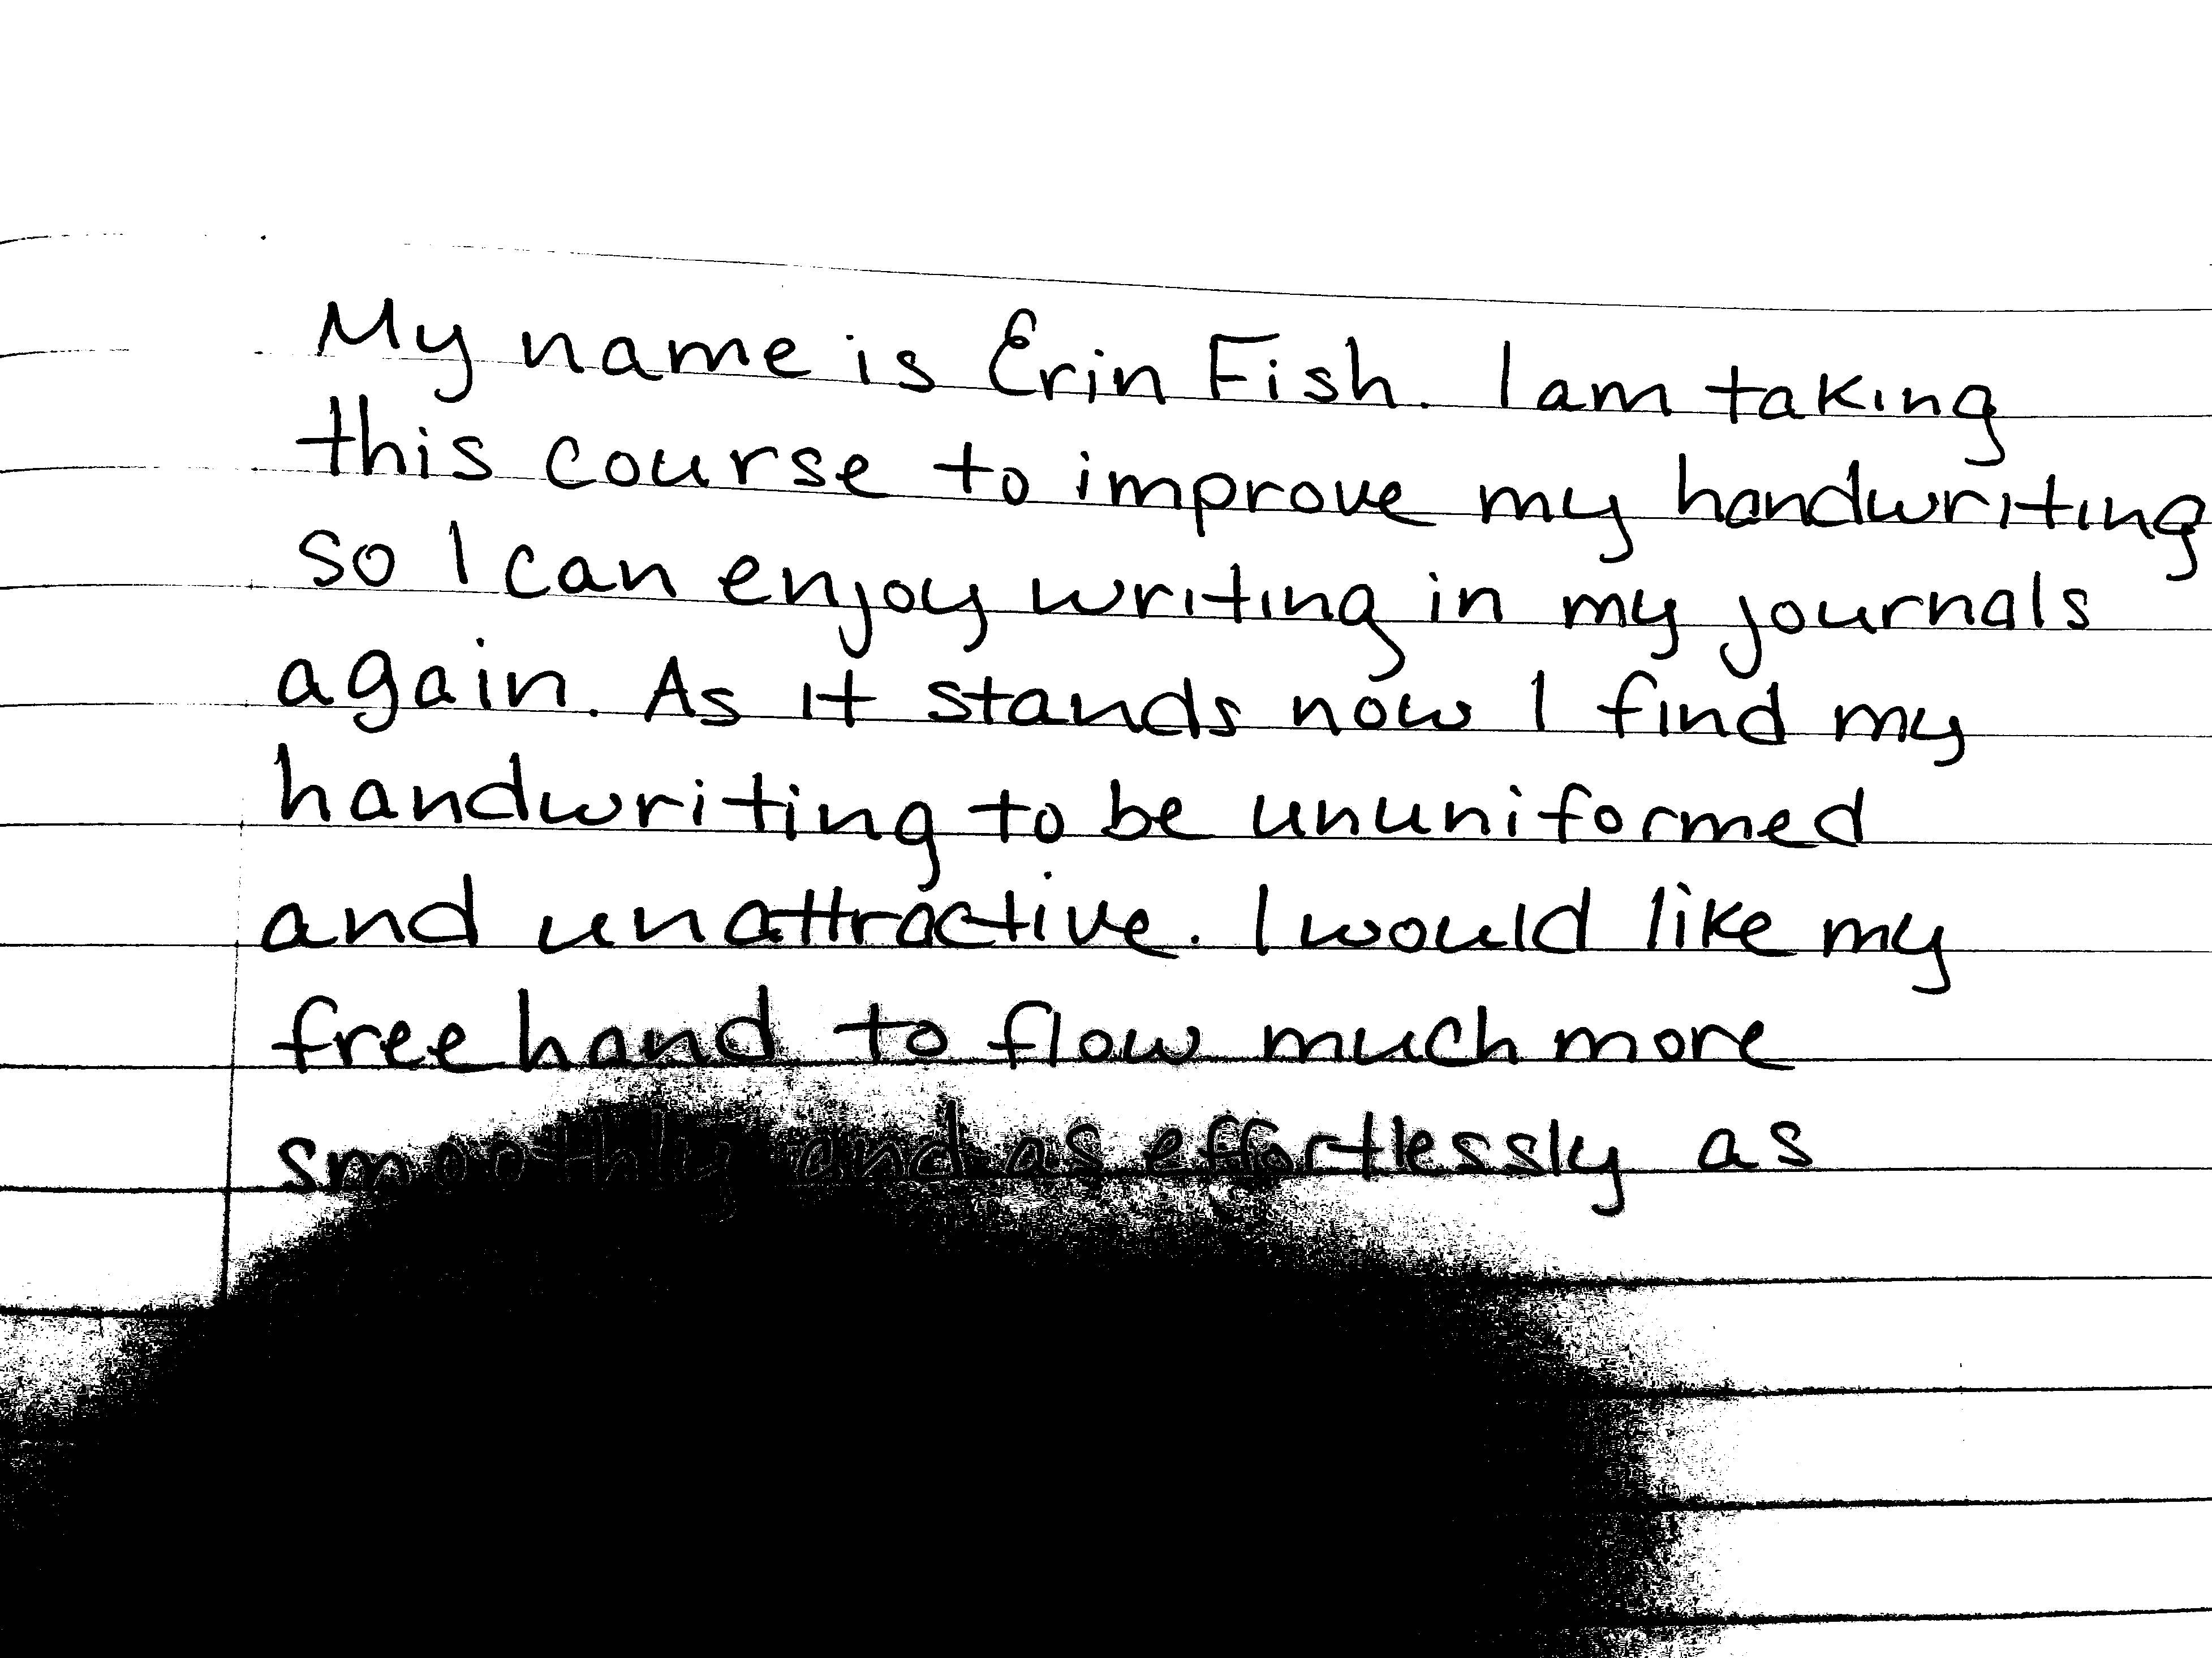 My name is Erin Fish. I am taking
this course to improve my handwriting
so I can enjoy writing in my journals
again. As it stands now I find my
handwriting to be ununiformed
and unattractive. I would like my
freehand to flow much more
smoothly and as effortlessly as